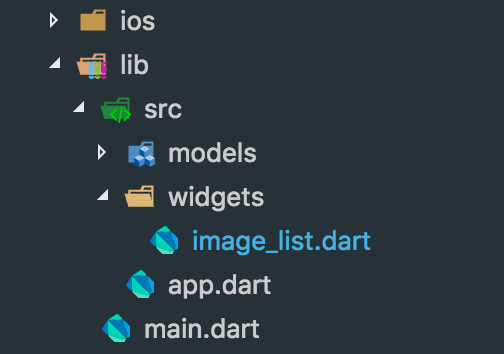 ios
lib
src
models
widgets
image_list.dart
app.dart
main.dart